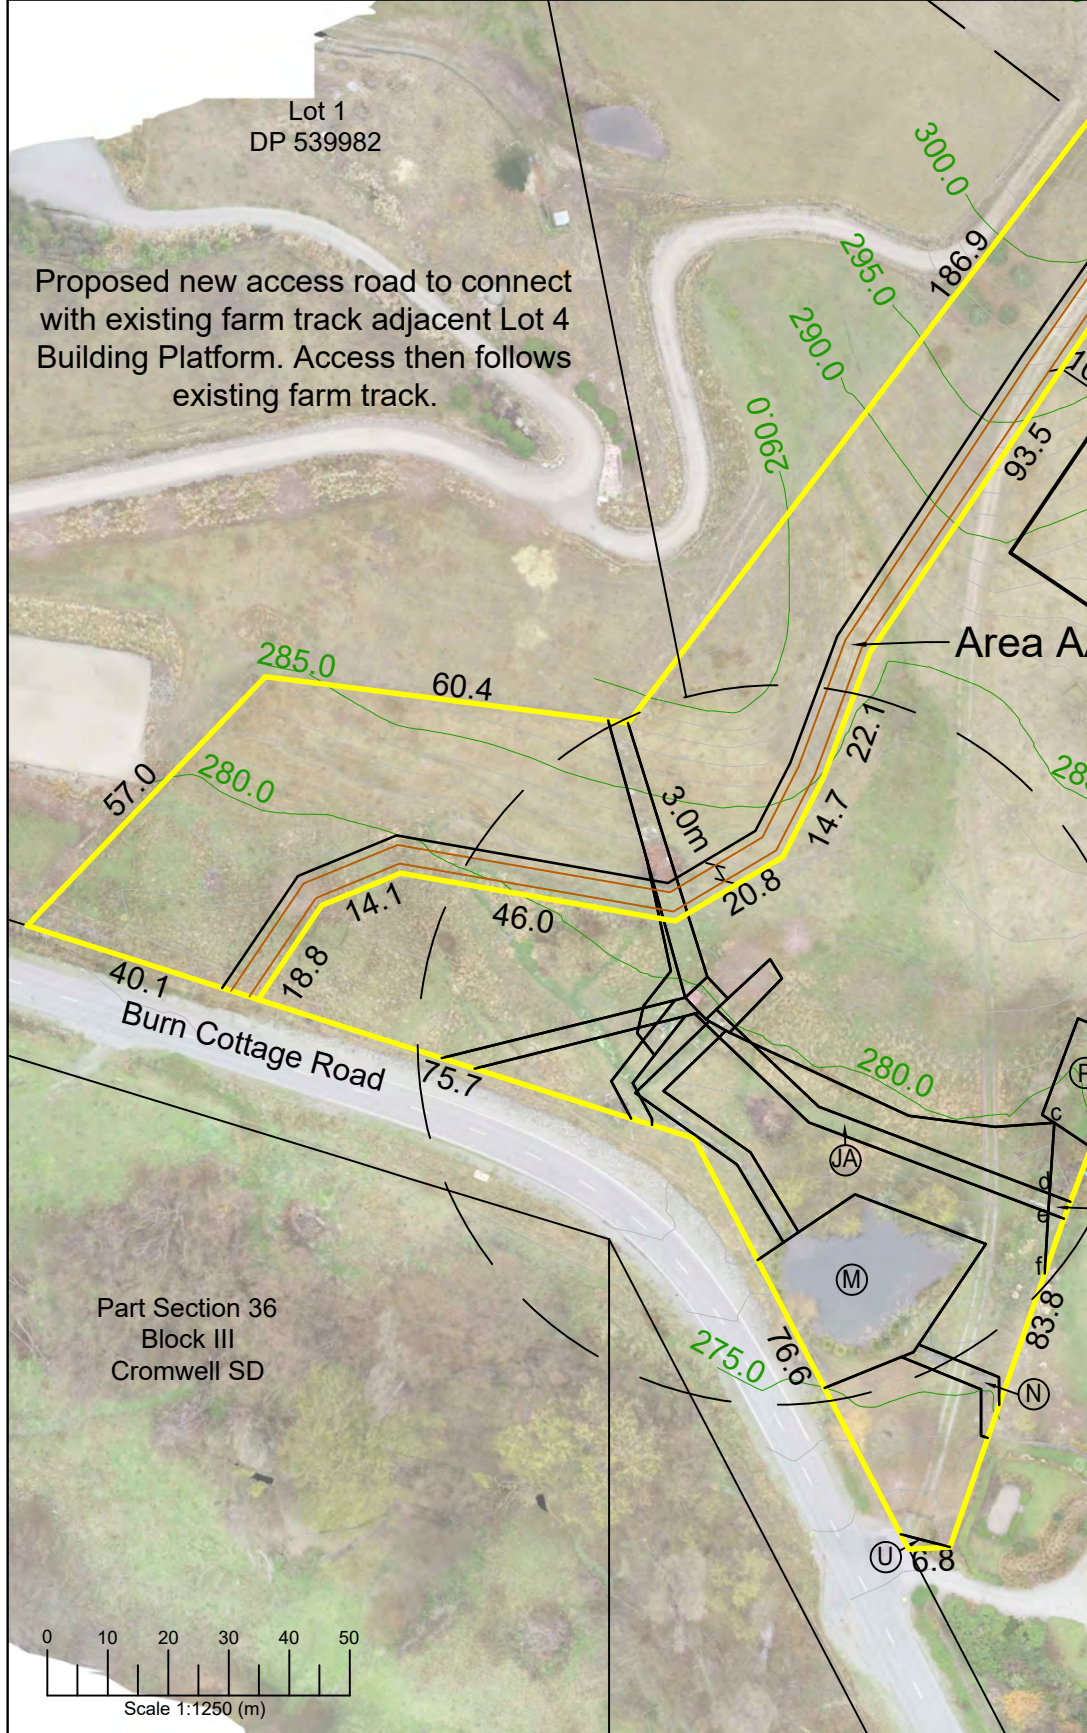 Lot 1
DP 539982
300.0
186.9
295.0
290.0
Proposed new access road to connect
with existing farm track adjacent Lot 4
Building Platform. Access then follows
existing farm track.
290.0
93.5
Area A
285.0
60.4
22.1
57.0
280.0
3.0m
14.7
20.8
14.1
46.0
18.8
40.1
Burn Cottage Road
75.7
280.0
c
JA
d
e
f
M
83.8
Part Section 36
Block III
Cromwell SD
76.6
275.0
N
U
6.8
0 10 20 30 40 50
Scale 1:1250 (m)